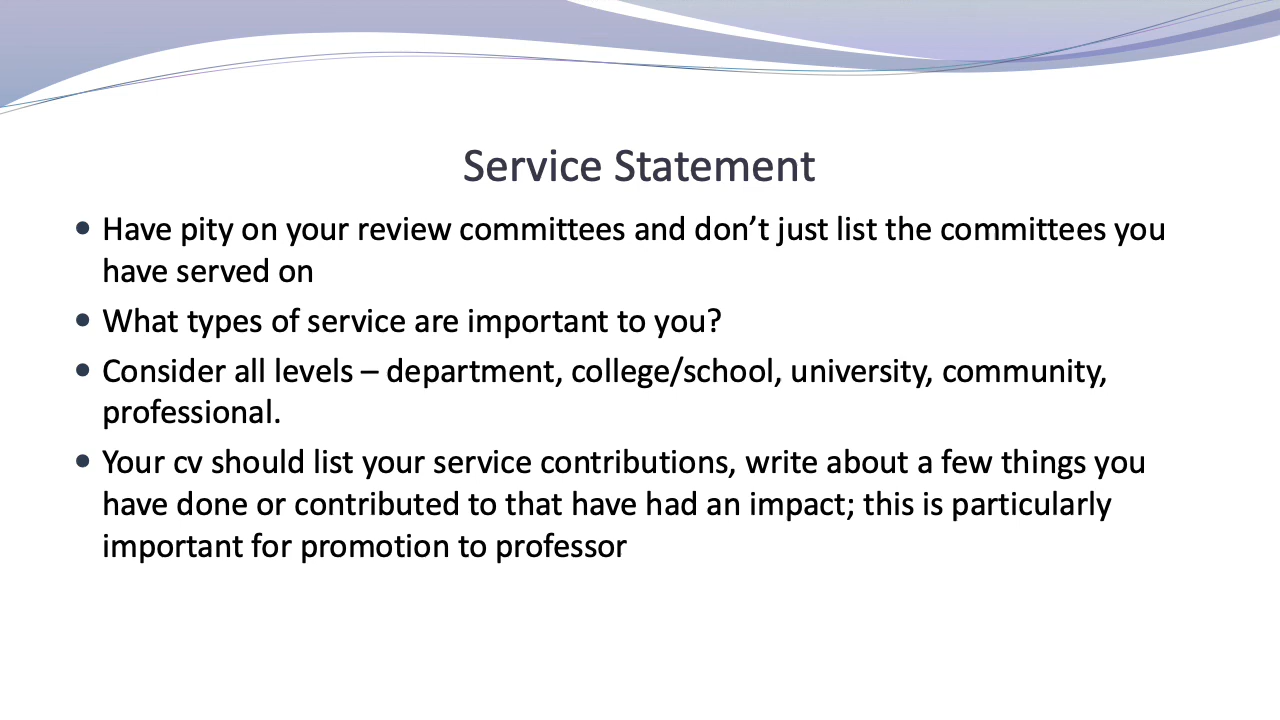 Service Statement
• Have pity on your review committees and don’t just list the committees you
have served on
• What types of service are important to you?
• Consider all levels – department, college/school, university, community,
professional.
• Your cv should list your service contributions, write about a few things you
have done or contributed to that have had an impact; this is particularly
important for promotion to professor